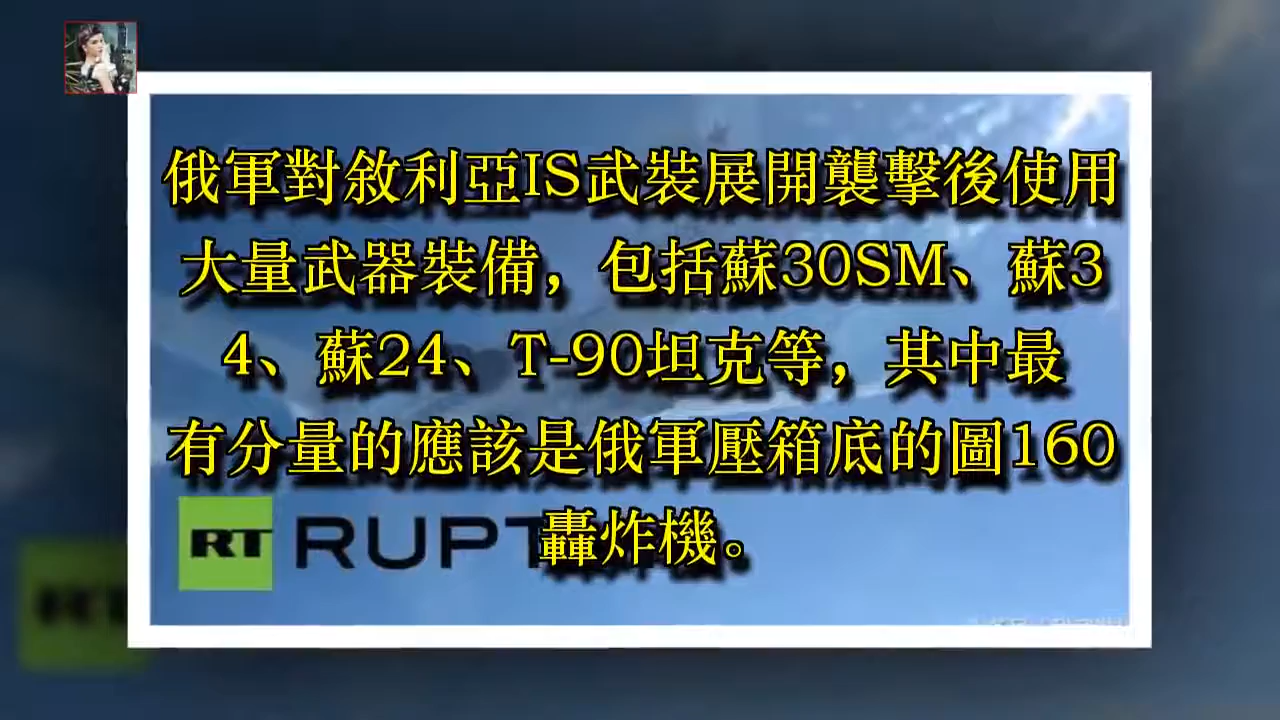 俄軍對敘利亞IS武裝展開襲擊後使用
大量武器裝備，包括蘇30SM、蘇3
4、蘇24、T-90坦克等，其中最
有分量的應該是俄軍壓箱底的圖160
轟炸機。
RT RUPT
RT